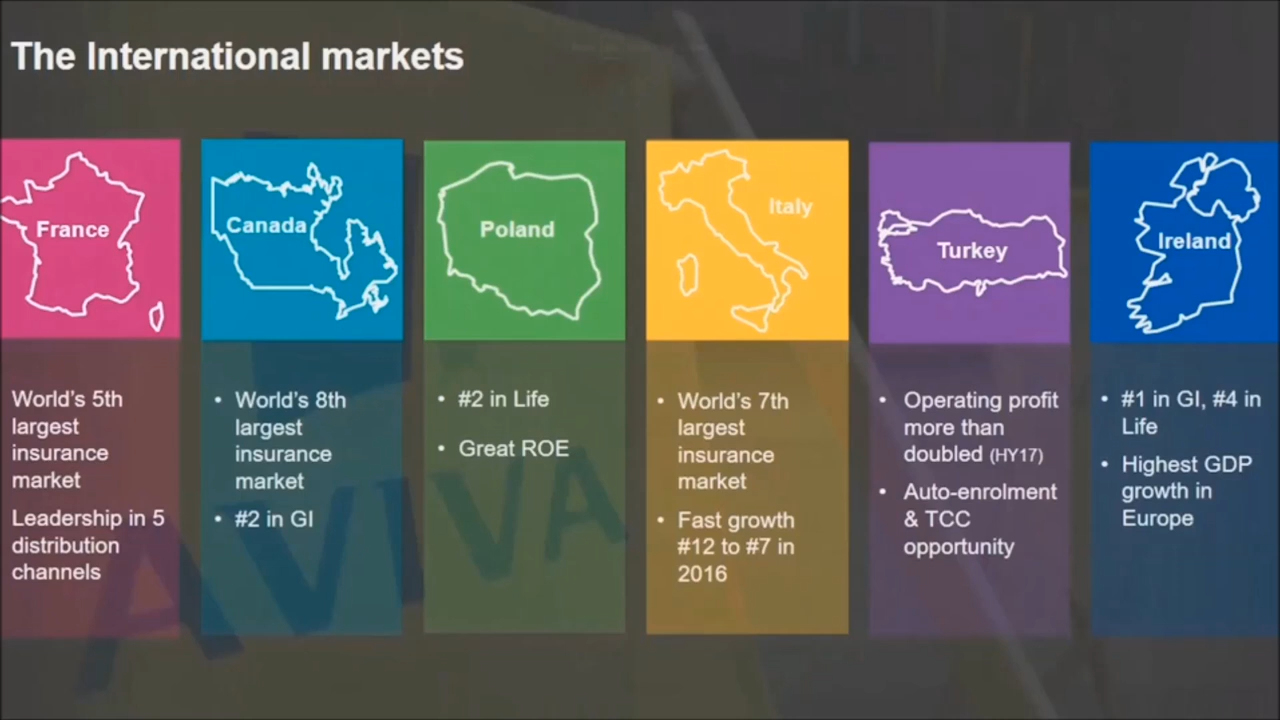 The International markets
France
Canada
Poland
Italy
Turkey
Ireland
World's 5th
largest
insurance
market
Leadership in 5
distribution
channels
• World's 8th
largest
insurance
market
• #2 in GI
• #2 in Life
• Great ROE
• World's 7th
largest
insurance
market
• Fast growth
#12 to #7 in
2016
• Operating profit
more than
doubled (HY17)
• Auto-enrolment
& TCC
opportunity
• #1 in GI, #4 in
Life
• Highest GDP
growth in
Europe
AVIVA